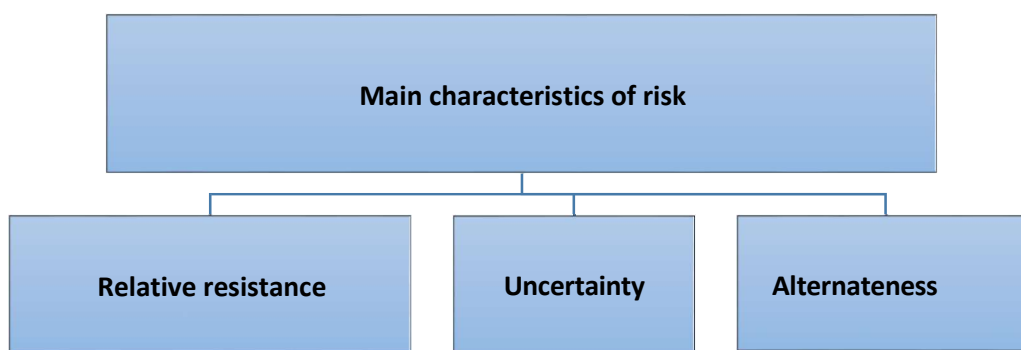 Main characteristics of risk
Relative resistance
Uncertainty
Alternateness